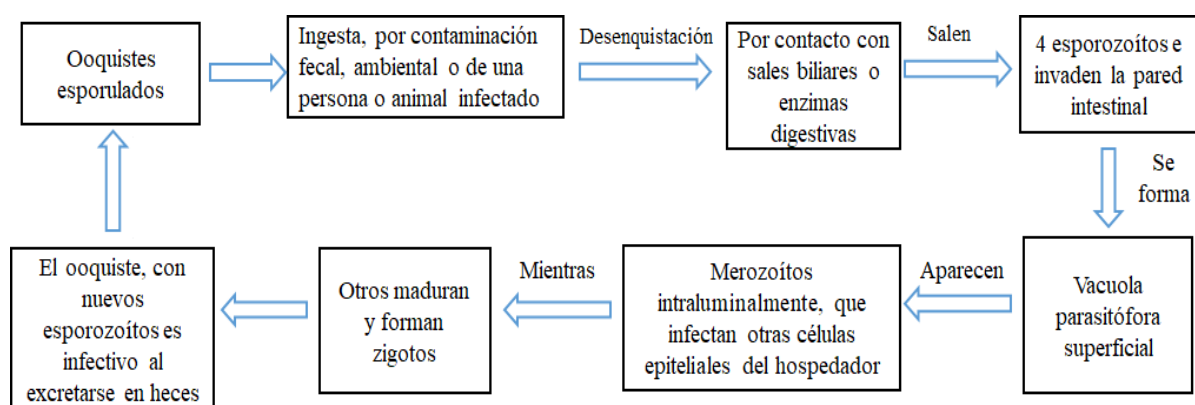 Ooquistes
esporulados
Ingesta, por contaminación
fecal, ambiental o de una
persona o animal infectado
Desenquistación
Por contacto con
sales biliares o
enzimas
digestivas
Salen
4 esporozoítos e
invaden la pared
intestinal
Se
forma
Vacuola
parasitófora
superficial
Aparecen
Merozoítos
intraluminalmente, que
infectan otras células
epiteliales del hospedador
Mientras
Otros maduran
y forman
zigotos
El ooquiste, con
nuevos
esporozoítos es
infectivo al
excretarse en heces